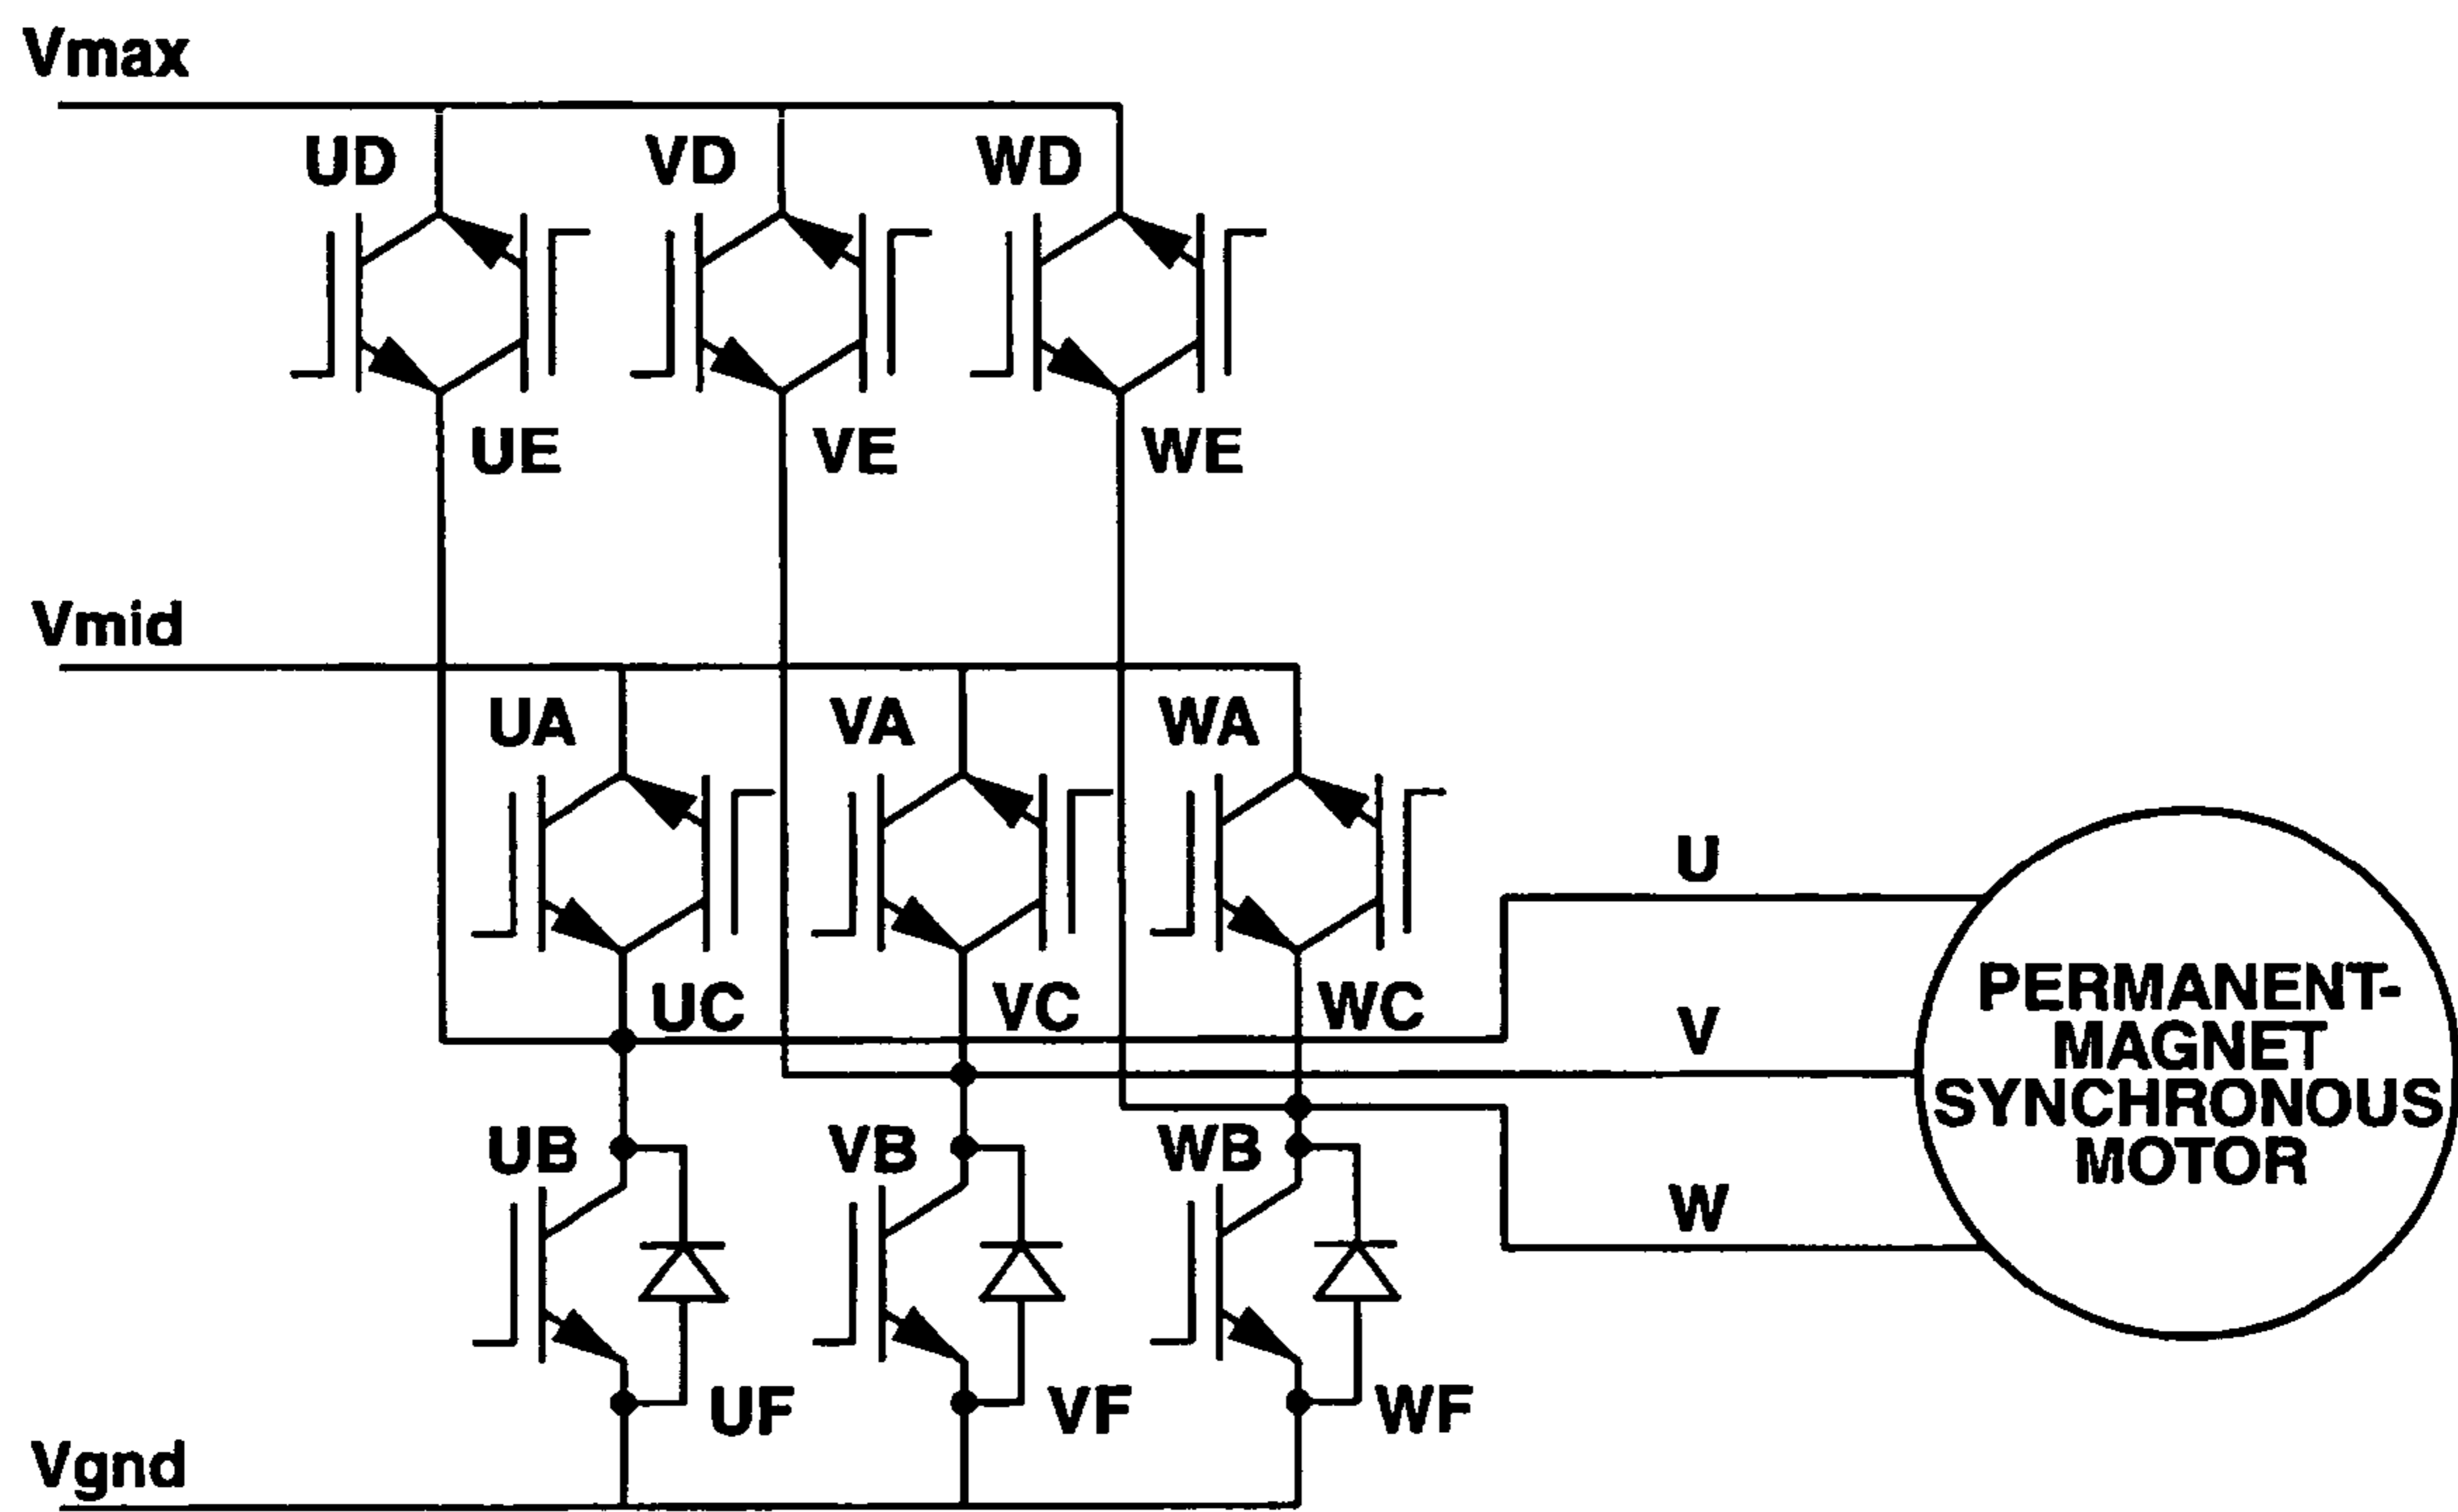 Vmax
UD VD WD
UE VE WE
Vmid
UA VA WA
U
UC VC WC
V
PERMANENT-
MAGNET
SYNCHRONOUS
MOTOR
UB VB WB
W
UF VF WF
Vgnd